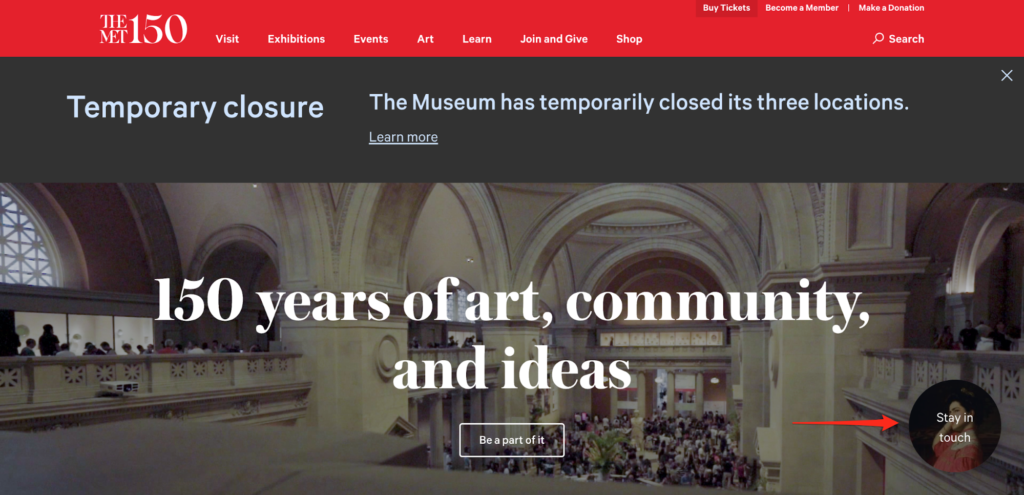 Buy Tickets Become a Member | Make a Donation
THE
MET 150
Visit Exhibitions Events Art Learn Join and Give Shop Search
Temporary closure
The Museum has temporarily closed its three locations.
Learn more
150 years of art, community,
and ideas
Be a part of it
Stay in
touch